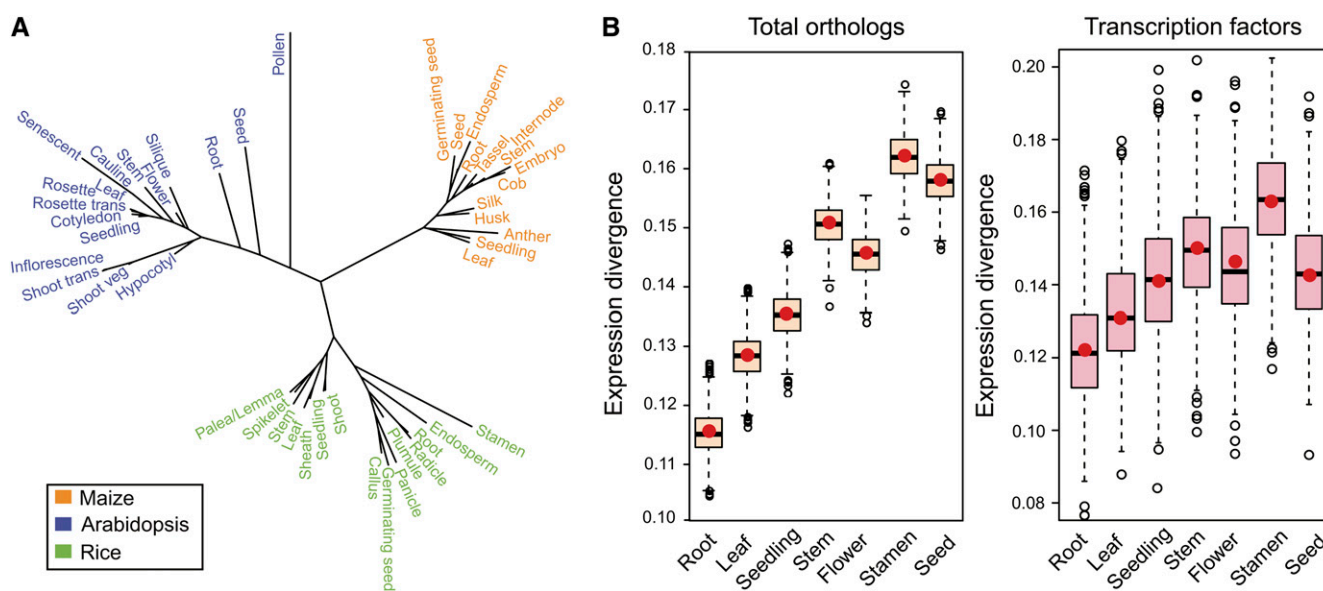 A
Pollen
Senescent
Cauline
Stem
Silique
Flower
Root
Seed
Rosette
Leaf
Rosette trans
Cotyledon
Seedling
Inflorescence
Shoot trans
Shoot veg
Hypocotyl
Germinating seed
Seed
Endosperm
Root
Tassel
Stem
Internode
Embryo
Cob
Silk
Husk
Anther
Seedling
Leaf
Palea/Lemma
Spikelet
Stem
Leaf
Sheath
Seedling
Shoot
Callus
Germinating seed
Panicle
Plumule
Radicle
Root
Endosperm
Stamen
Maize
Arabidopsis
Rice
B
Total orthologs
Expression divergence
0.18
0.17
0.16
0.15
0.14
0.13
0.12
0.11
0.10
Root
Leaf
Seedling
Stem
Flower
Stamen
Seed
Transcription factors
Expression divergence
0.20
0.18
0.16
0.14
0.12
0.10
0.08
Root
Leaf
Seedling
Stem
Flower
Stamen
Seed